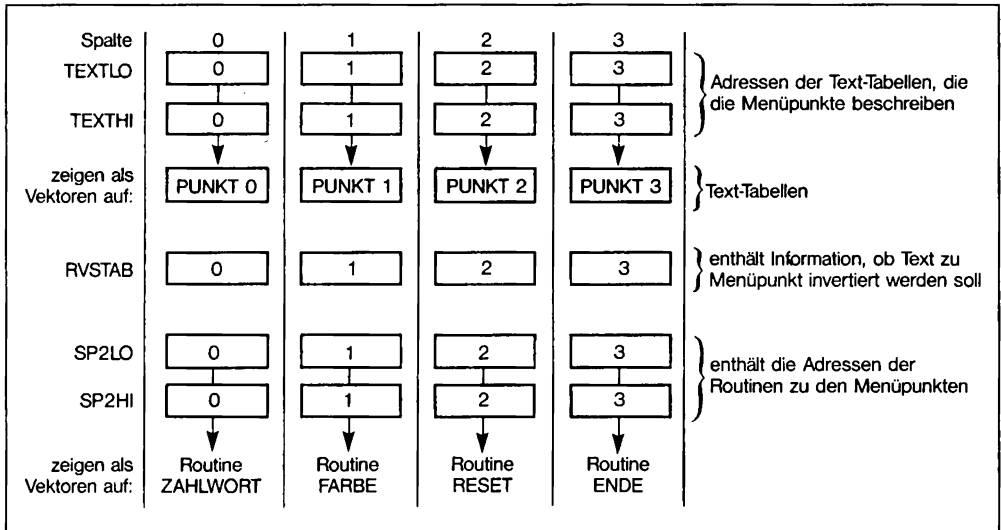 Spalte 0 1 2 3
TEXTLO 0 1 2 3
Adressen der Text-Tabellen, die
die Menüpunkte beschreiben
TEXTHI 0 1 2 3
zeigen als
Vektoren auf:
PUNKT 0 PUNKT 1 PUNKT 2 PUNKT 3
Text-Tabellen
RVSTAB 0 1 2 3
enthält Information, ob Text zu
Menüpunkt invertiert werden soll
SP2LO 0 1 2 3
enthält die Adressen der
Routinen zu den Menüpunkten
SP2HI 0 1 2 3
zeigen als
Vektoren auf:
Routine
ZAHLWORT
Routine
FARBE
Routine
RESET
Routine
ENDE